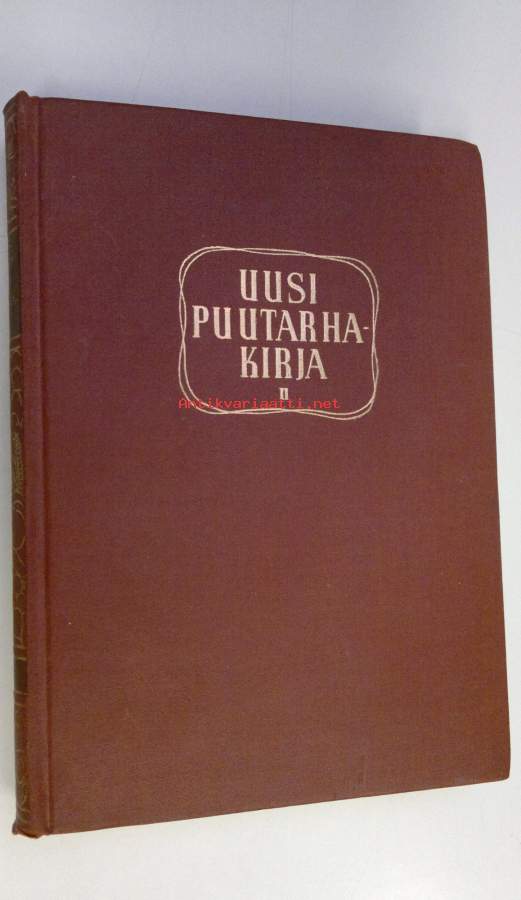 UUSI
PUUTARHA-
KIRJA
II
Antikvariaatti.net